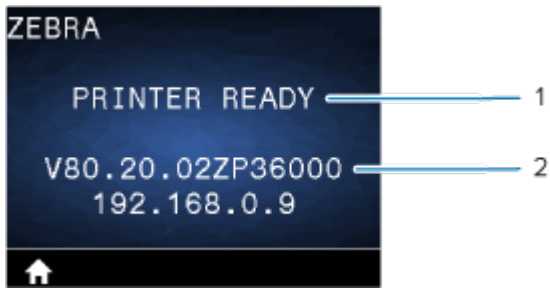 ZEBRA
PRINTER READY
1
V80.20.02ZP36000
2
192.168.0.9